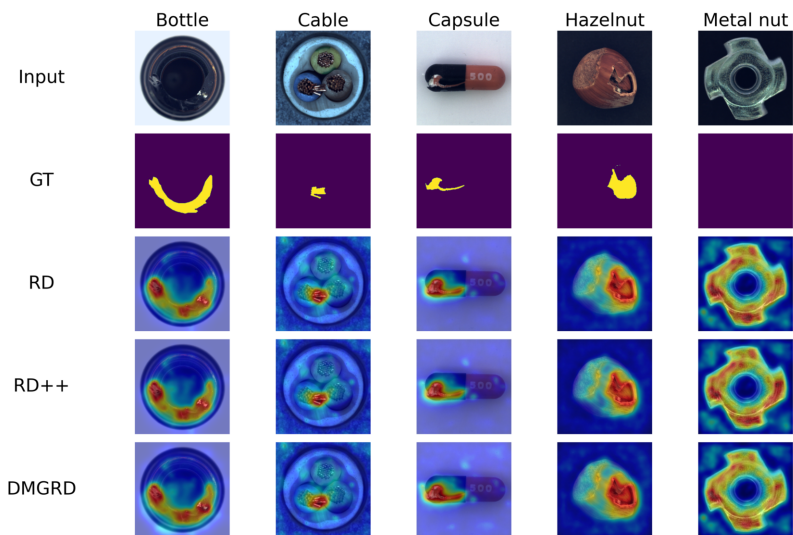 Bottle Cable Capsule Hazelnut Metal nut
Input
500
GT
RD
500
RD++
500
DMGRD
500